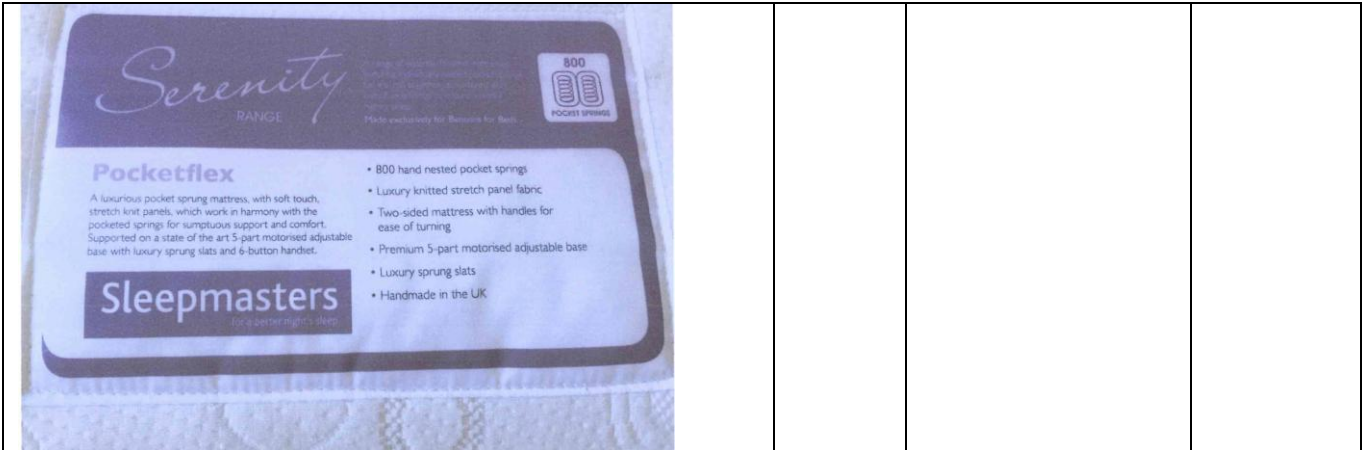 Serenity
RANGE
Made exclusively for Bensons for Beds
800
POCKET SPRINGS
Pocketflex
A luxurious pocket sprung mattress, with soft touch,
stretch knit panels, which work in harmony with the
pocketed springs for sumptuous support and comfort.
Supported on a state of the art 5-part motorised adjustable
base with luxury sprung slats and 6-button handset.
Sleepmasters
For a better night's sleep
• 800 hand nested pocket springs
• Luxury knitted stretch panel fabric
• Two-sided mattress with handles for
ease of turning
• Premium 5-part motorised adjustable base
• Luxury sprung slats
• Handmade in the UK